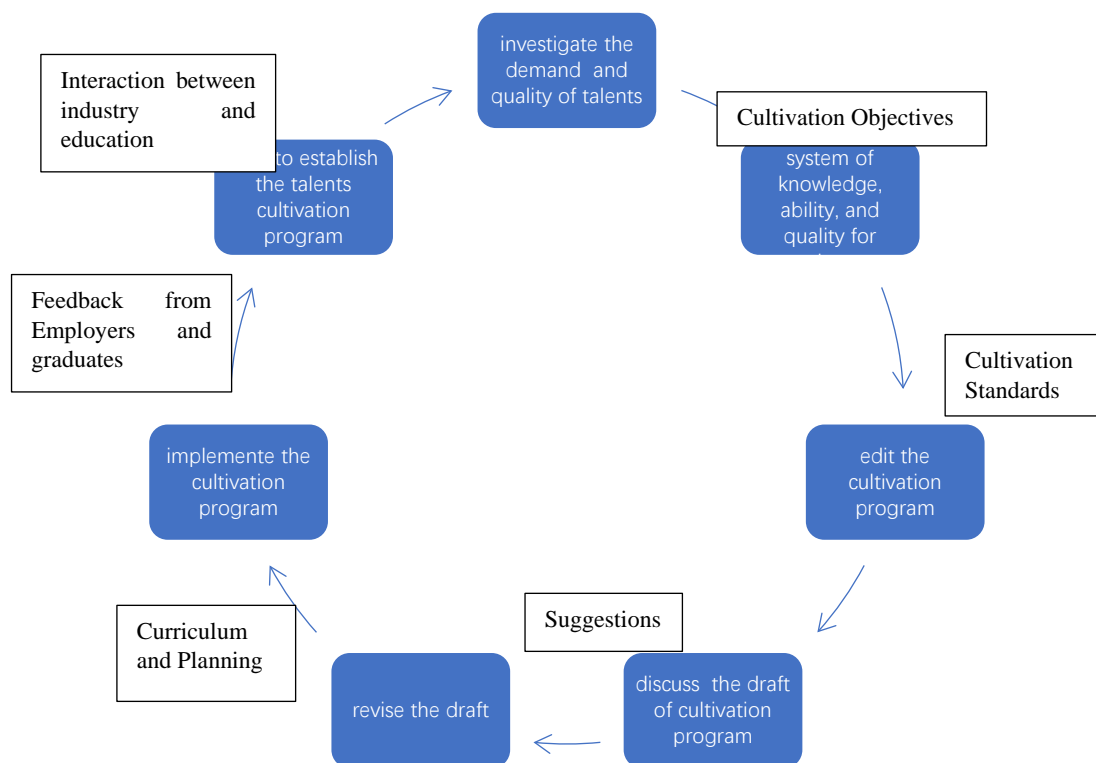 investigate the
demand and
quality of talents
Interaction between
industry and
education
Cultivation Objectives
to establish
the talents
cultivation
program
system of
knowledge,
ability, and
quality for
Feedback from
Employers and
graduates
Cultivation
Standards
implemente the
cultivation
program
edit the
cultivation
program
Curriculum
and Planning
Suggestions
revise the draft
discuss the draft
of cultivation
program